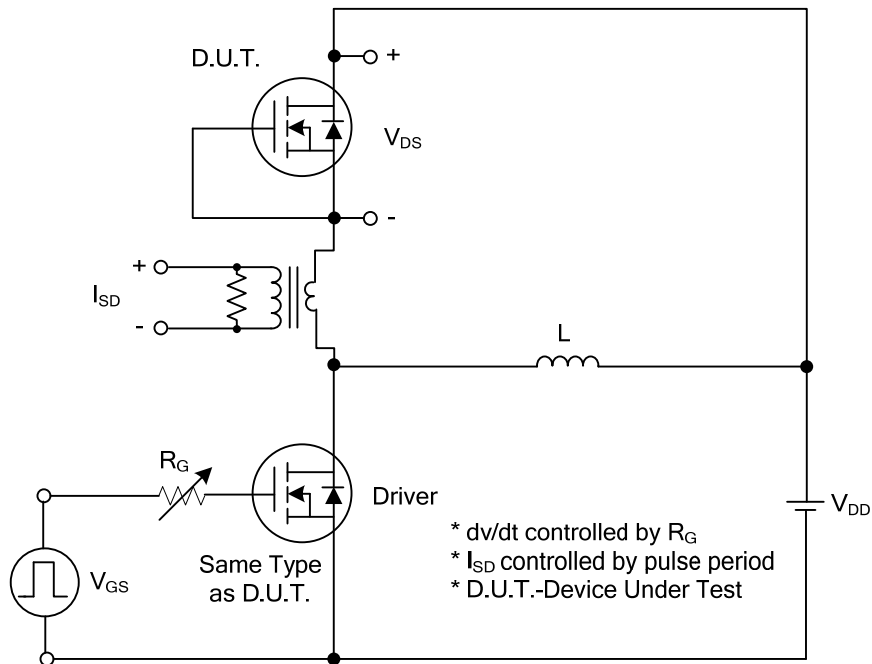 D.U.T.
+
VDS
-
+
ISD
-
L
RG
Driver
VDD
VGS
Same Type
as D.U.T.
* dv/dt controlled by RG
* ISD controlled by pulse period
* D.U.T.-Device Under Test